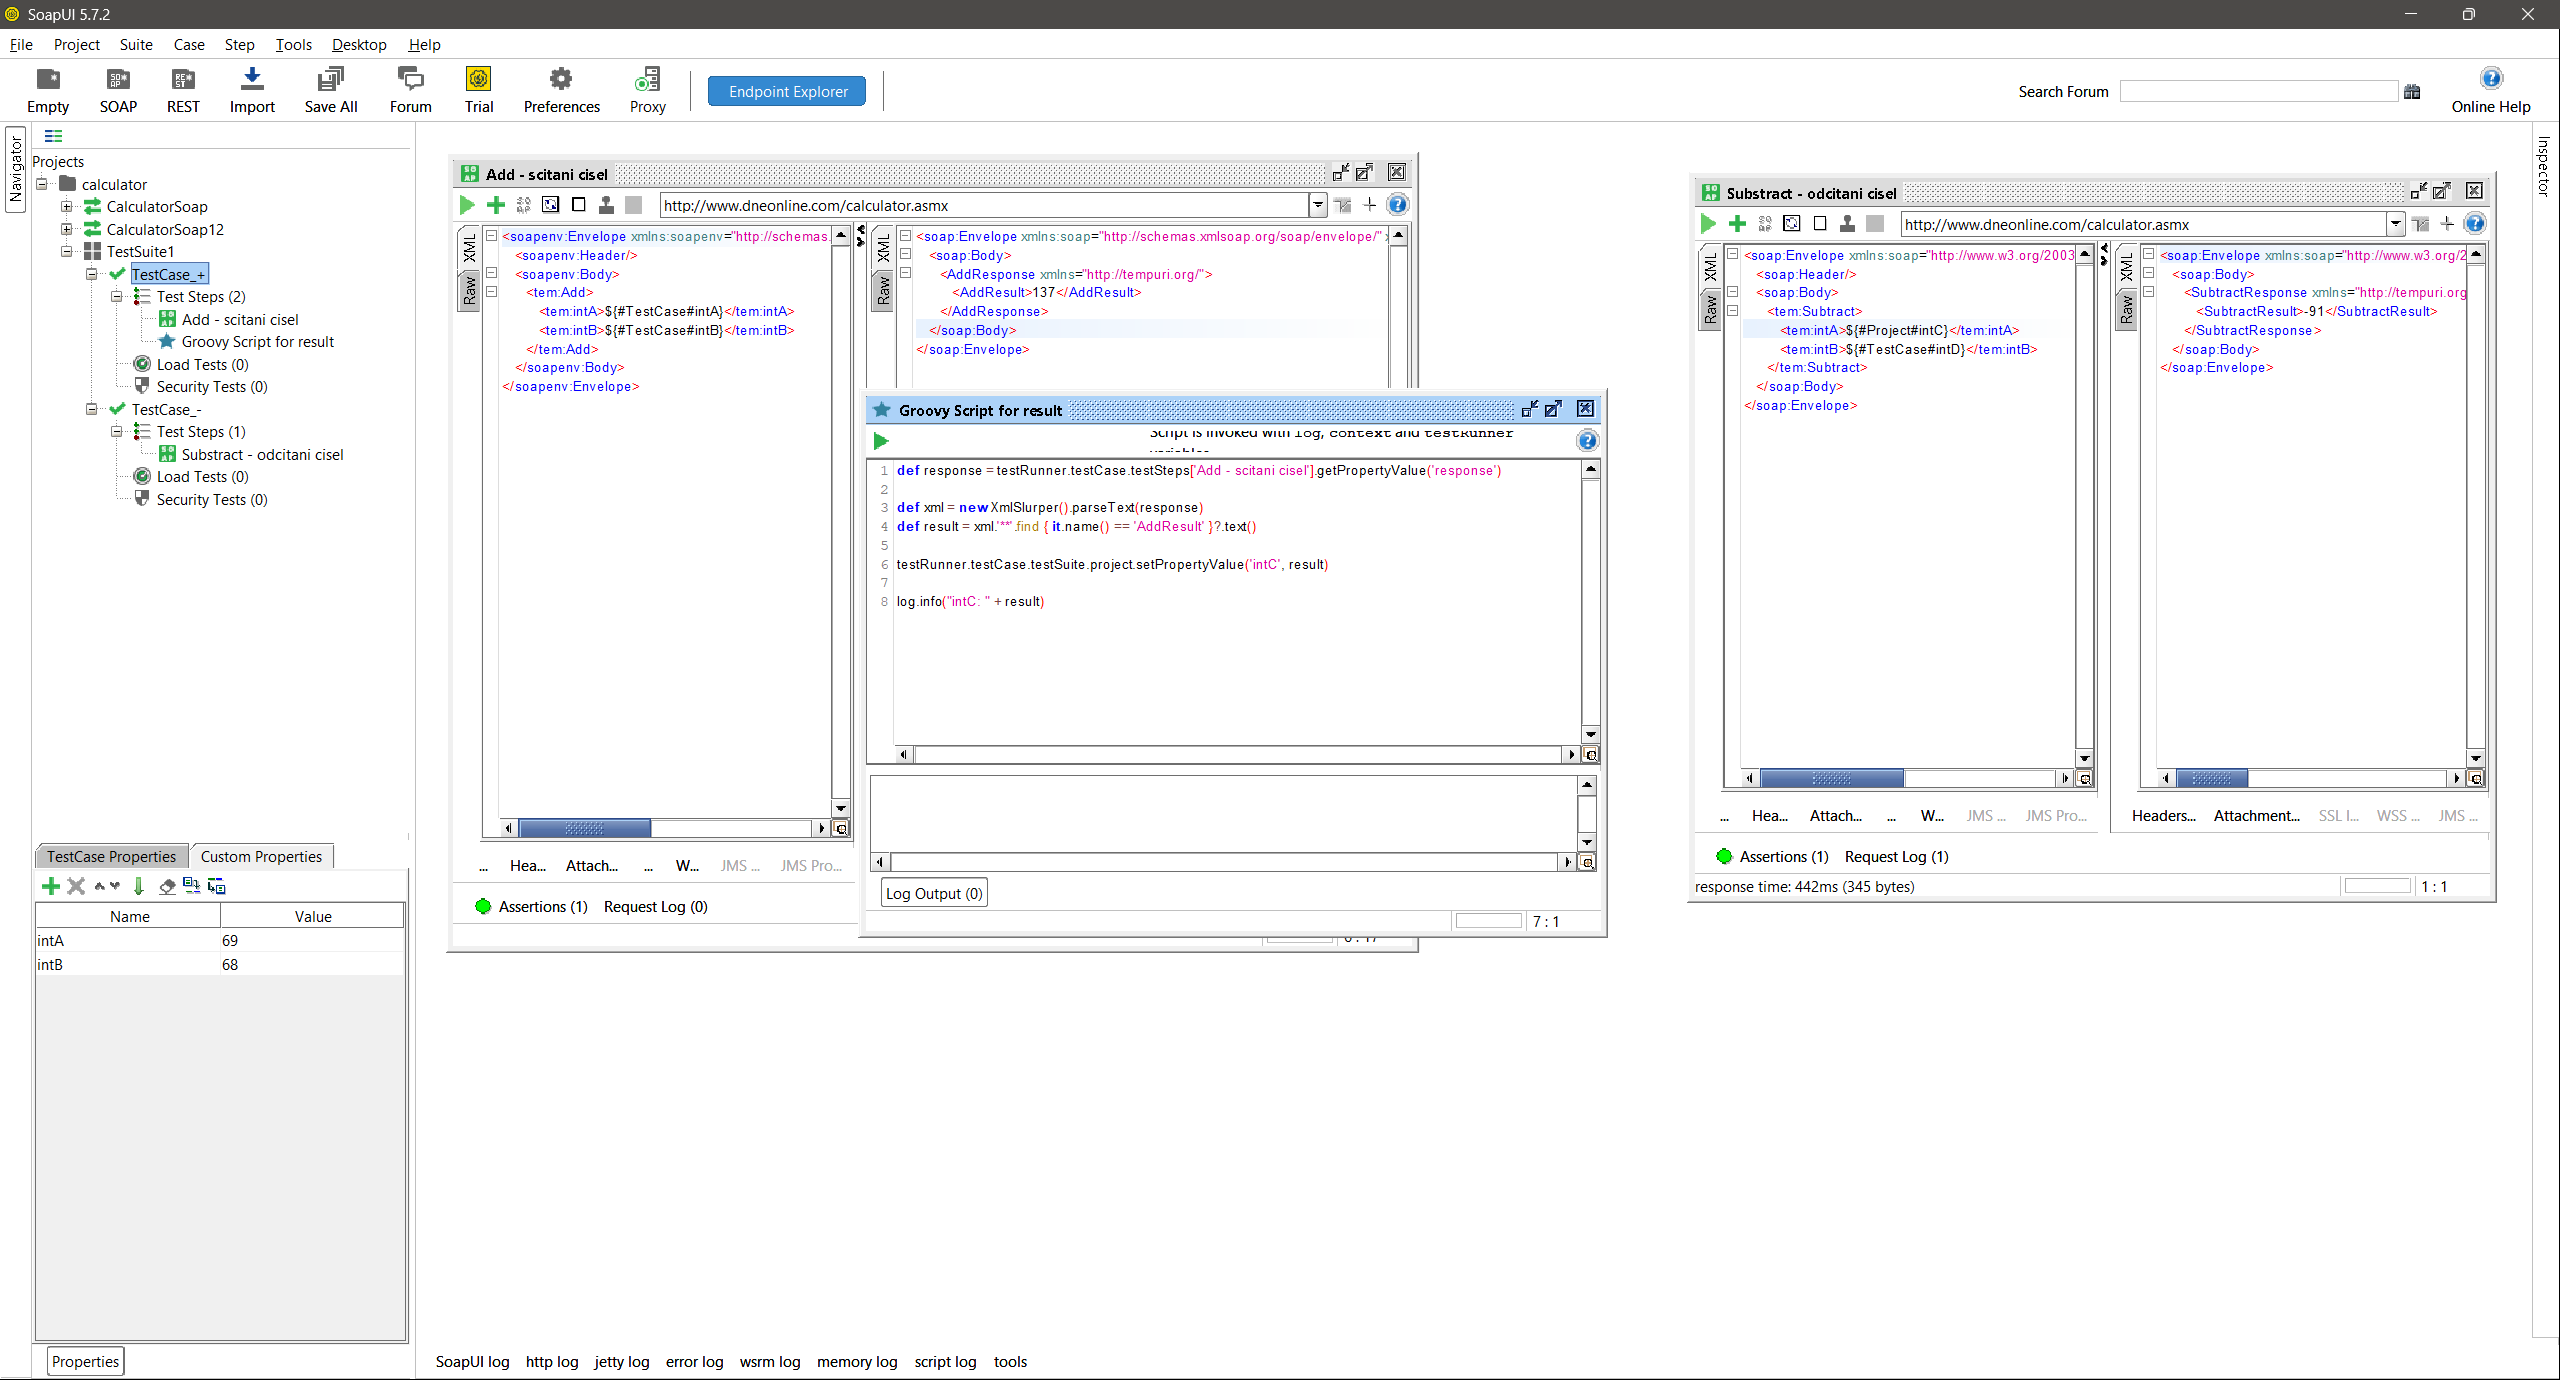 SoapUI 5.7.2
File Project Suite Case Step Tools Desktop Help
Empty SOAP REST Import Save All Forum Trial Preferences Proxy Endpoint Explorer Search Forum Online Help
Navigator
Inspector
Projects
calculator
CalculatorSoap
CalculatorSoap12
TestSuite1
TestCase_+
Test Steps (2)
Add - scitani cisel
Groovy Script for result
Load Tests (0)
Security Tests (0)
TestCase_-
Test Steps (1)
Substract - odcitani cisel
Load Tests (0)
Security Tests (0)
TestCase Properties Custom Properties
Name Value
intA 69
intB 68
Properties
Add - scitani cisel
http://www.dneonline.com/calculator.asmx
XML
Raw
<soapenv:Envelope xmlns:soapenv="http://schemas.
<soapenv:Header/>
<soapenv:Body>
<tem:Add>
<tem:intA>${#TestCase#intA}</tem:intA>
<tem:intB>${#TestCase#intB}</tem:intB>
</tem:Add>
</soapenv:Body>
</soapenv:Envelope>
XML
Raw
<soap:Envelope xmlns:soap="http://schemas.xmlsoap.org/soap/envelope/"
<soap:Body>
<AddResponse xmlns="http://tempuri.org/">
<AddResult>137</AddResult>
</AddResponse>
</soap:Body>
</soap:Envelope>
... Hea... Attach... ... W... JMS ... JMS Pro...
Assertions (1) Request Log (0)
Groovy Script for result
Script is invoked with log, context and testRunner
1 def response = testRunner.testCase.testSteps['Add - scitani cisel'].getPropertyValue('response')
2
3 def xml = new XmlSlurper().parseText(response)
4 def result = xml.'**'.find { it.name() == 'AddResult' }?.text()
5
6 testRunner.testCase.testSuite.project.setPropertyValue('intC', result)
7
8 log.info("intC: " + result)
Log Output (0)
7 : 1
Substract - odcitani cisel
http://www.dneonline.com/calculator.asmx
XML
Raw
<soap:Envelope xmlns:soap="http://www.w3.org/2003
<soap:Header/>
<soap:Body>
<tem:Subtract>
<tem:intA>${#Project#intC}</tem:intA>
<tem:intB>${#TestCase#intD}</tem:intB>
</tem:Subtract>
</soap:Body>
</soap:Envelope>
XML
Raw
<soap:Envelope xmlns:soap="http://www.w3.org/2
<soap:Body>
<SubtractResponse xmlns="http://tempuri.org
<SubtractResult>-91</SubtractResult>
</SubtractResponse>
</soap:Body>
</soap:Envelope>
... Hea... Attach... ... W... JMS ... JMS Pro... Headers... Attachment... SSL I... WSS ... JMS ...
Assertions (1) Request Log (1)
response time: 442ms (345 bytes) 1 : 1
SoapUI log http log jetty log error log wsrm log memory log script log tools